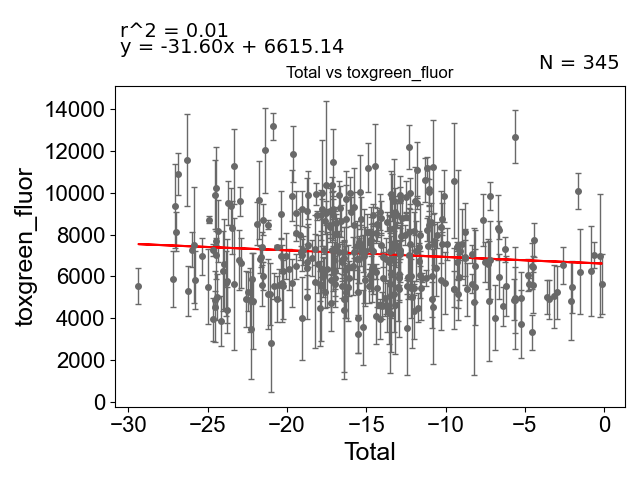 r^2 = 0.01
y = -31.60x + 6615.14
N = 345
Total vs toxgreen_fluor
14000
12000
10000
8000
6000
4000
2000
0
toxgreen_fluor
−30 −25 −20 −15 −10 −5 0
Total